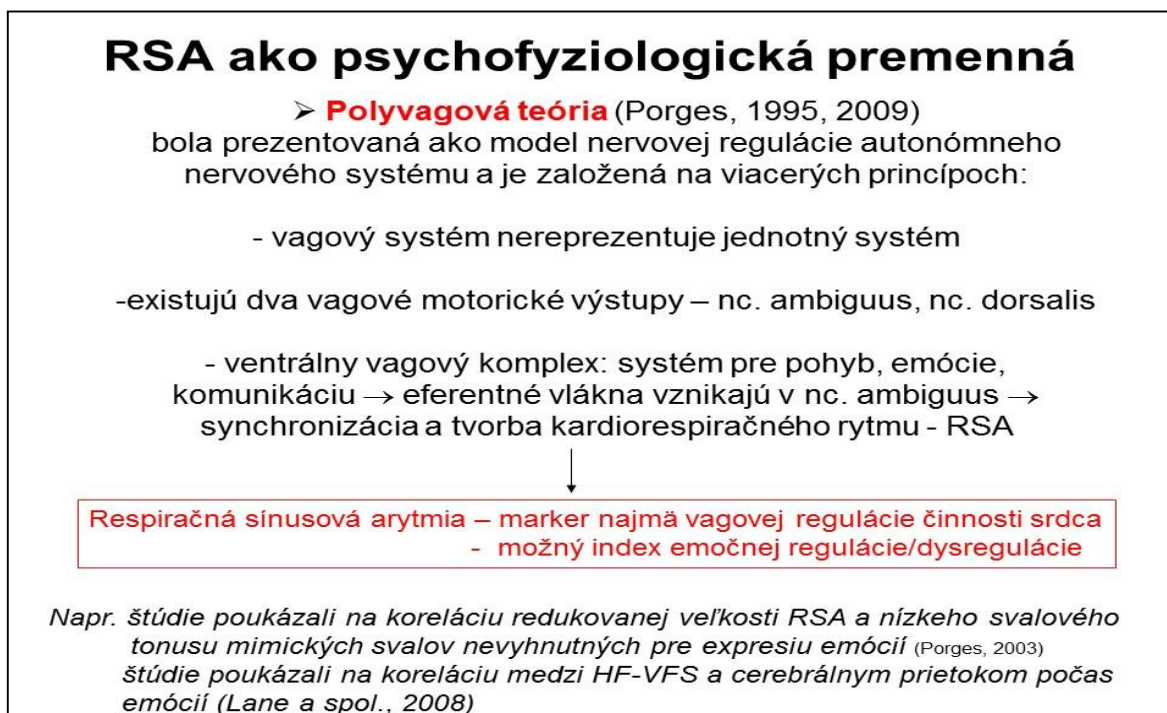 RSA ako psychofyziologická premenná
➢ Polyvagová teória (Porges, 1995, 2009)
bola prezentovaná ako model nervovej regulácie autonómneho
nervového systému a je založená na viacerých princípoch:
- vagový systém nereprezentuje jednotný systém
-existujú dva vagové motorické výstupy – nc. ambiguus, nc. dorsalis
- ventrálny vagový komplex: systém pre pohyb, emócie,
komunikáciu → eferentné vlákna vznikajú v nc. ambiguus →
synchronizácia a tvorba kardiorespiračného rytmu - RSA
Respiračná sínusová arytmia – marker najmä vagovej regulácie činnosti srdca
- možný index emočnej regulácie/dysregulácie
Napr. štúdie poukázali na koreláciu redukovanej veľkosti RSA a nízkeho svalového
tonusu mimických svalov nevyhnutných pre expresiu emócií (Porges, 2003)
štúdie poukázali na koreláciu medzi HF-VFS a cerebrálnym prietokom počas
emócií (Lane a spol., 2008)